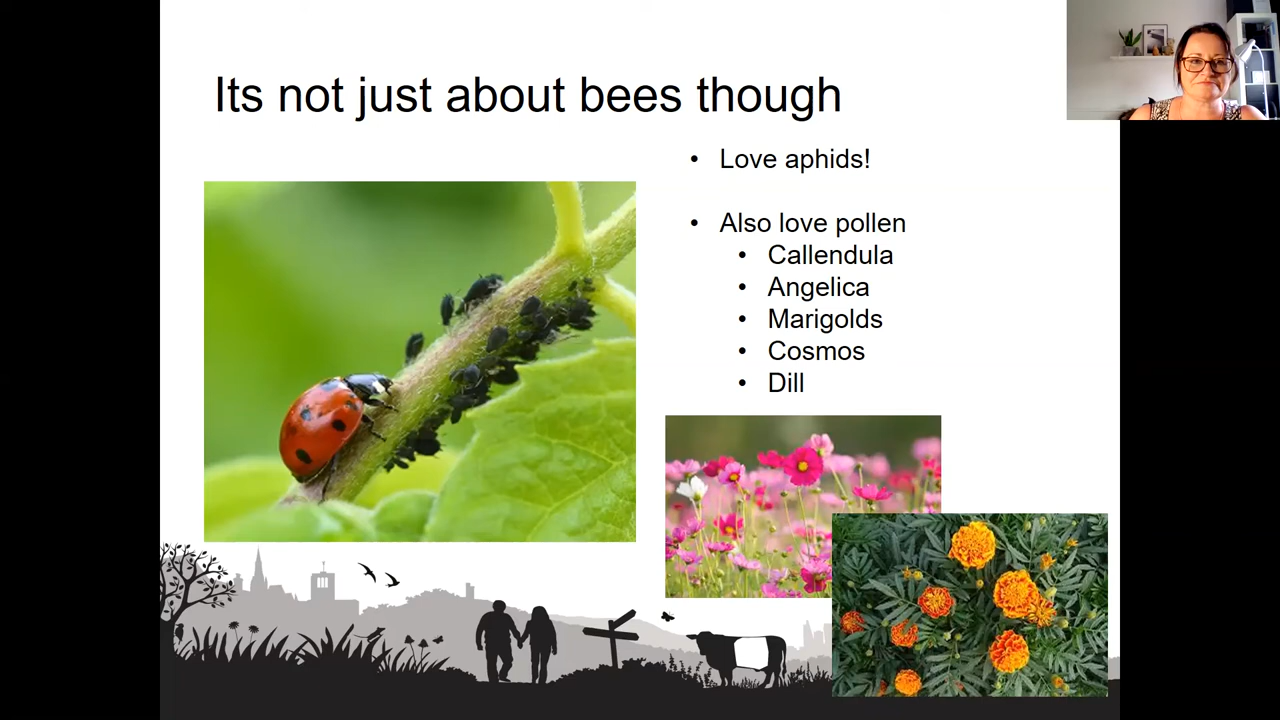 Its not just about bees though
• Love aphids!
• Also love pollen
• Callendula
• Angelica
• Marigolds
• Cosmos
• Dill